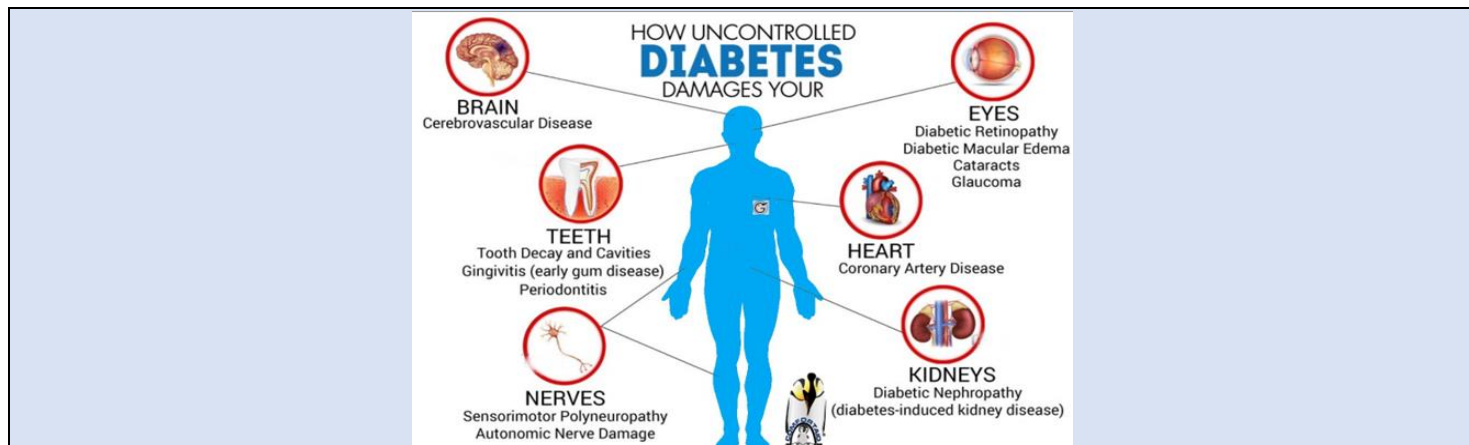 HOW UNCONTROLLED
DIABETES
DAMAGES YOUR
BRAIN
Cerebrovascular Disease
EYES
Diabetic Retinopathy
Diabetic Macular Edema
Cataracts
Glaucoma
TEETH
Tooth Decay and Cavities
Gingivitis (early gum disease)
Periodontitis
HEART
Coronary Artery Disease
NERVES
Sensorimotor Polyneuropathy
Autonomic Nerve Damage
KIDNEYS
Diabetic Nephropathy
(diabetes-induced kidney disease)